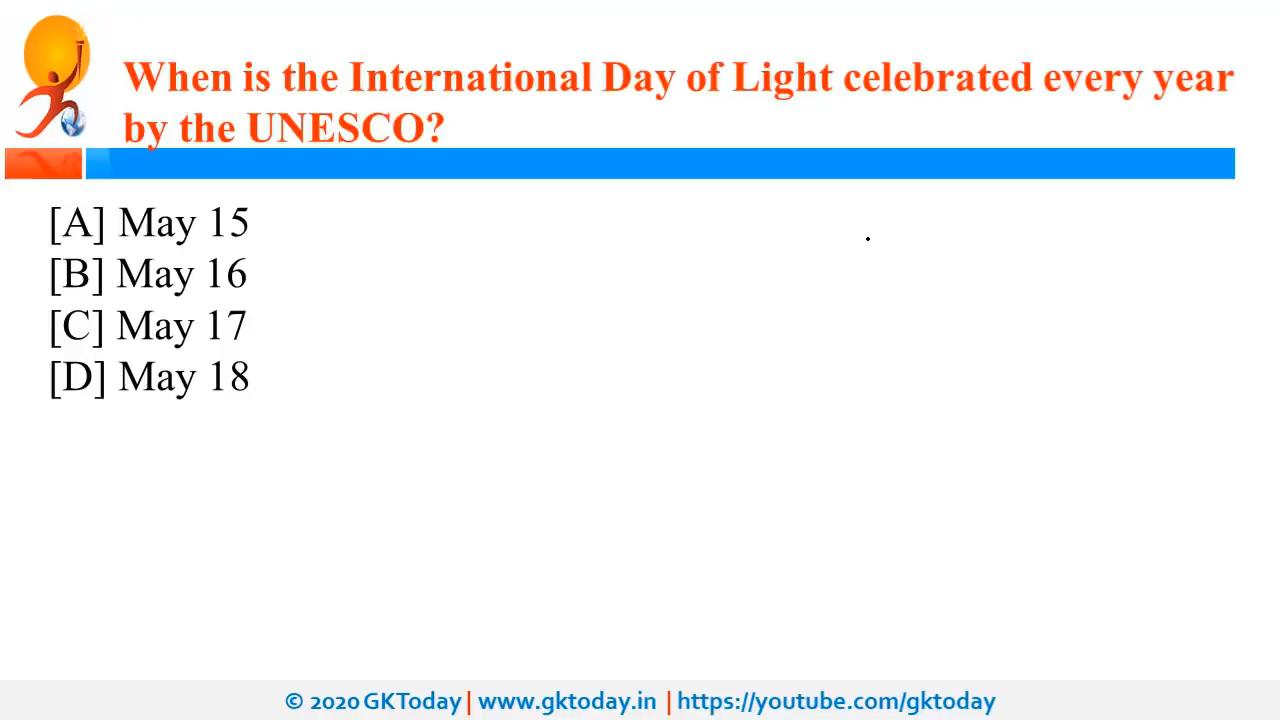 When is the International Day of Light celebrated every year
by the UNESCO?
[A] May 15
[B] May 16
[C] May 17
[D] May 18
© 2020 GKToday | www.gktoday.in | https://youtube.com/gktoday